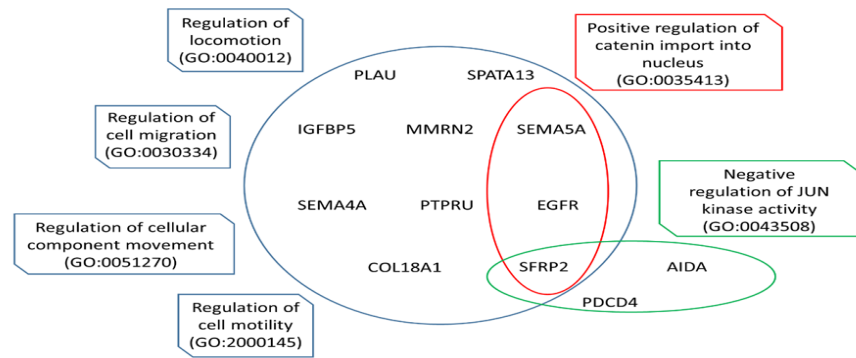 Regulation of
locomotion
(GO:0040012)
Positive regulation of
catenin import into
nucleus
(GO:0035413)
PLAU
SPATA13
Regulation of
cell migration
(GO:0030334)
IGFBP5
MMRN2
SEMA5A
Negative
regulation of JUN
kinase activity
(GO:0043508)
SEMA4A
PTPRU
EGFR
Regulation of cellular
component movement
(GO:0051270)
COL18A1
SFRP2
AIDA
PDCD4
Regulation of
cell motility
(GO:2000145)